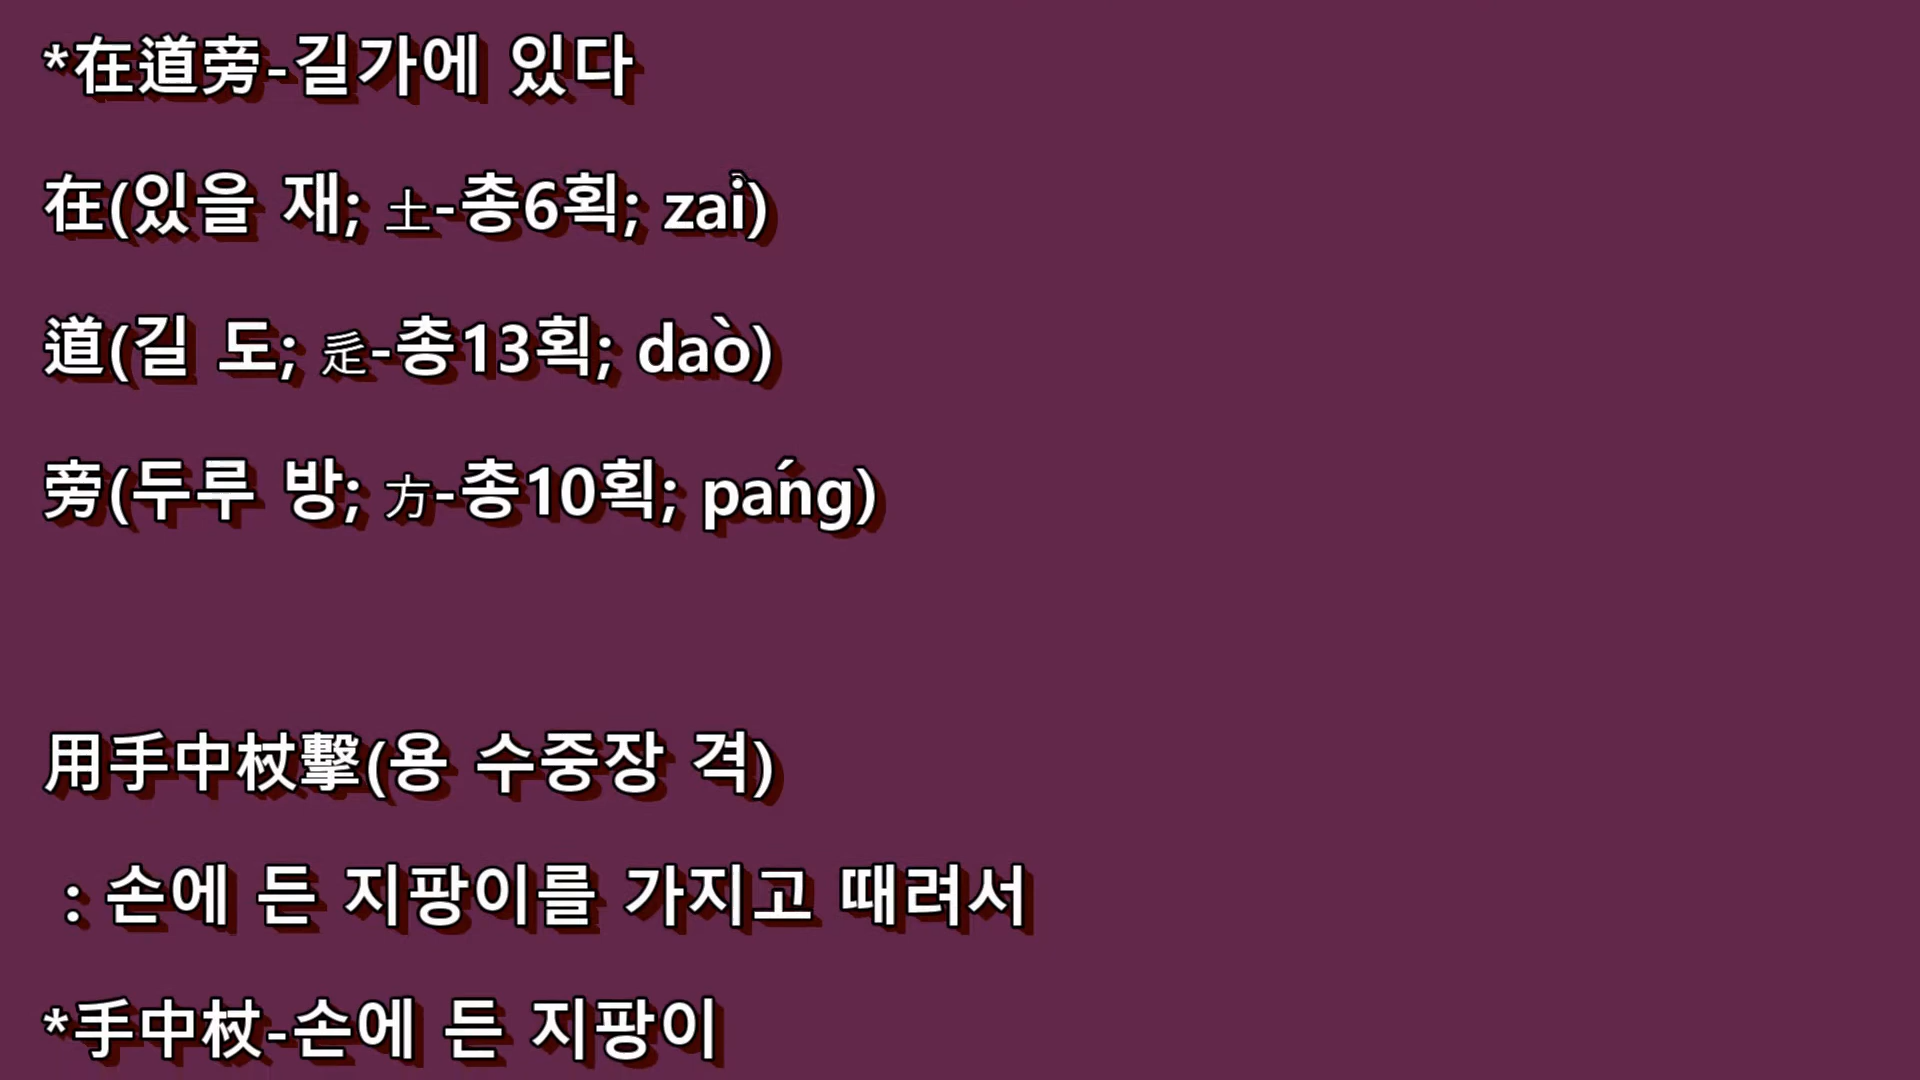 *在道旁-길가에 있다
在(있을 재; 土-총6획; zaì)
道(길 도; 辵-총13획; daò)
旁(두루 방; 方-총10획; pańg)
用手中杖擊(용 수중장 격)
: 손에 든 지팡이를 가지고 때려서
*手中杖-손에 든 지팡이